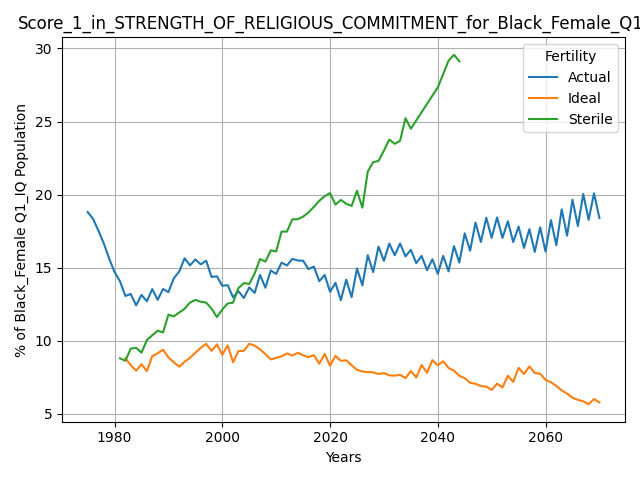 Score_1_in_STRENGTH_OF_RELIGIOUS_COMMITMENT_for_Black_Female_Q1
30
25
20
15
10
5
% of Black_Female Q1_IQ Population
Fertility
Actual
Ideal
Sterile
1980 2000 2020 2040 2060
Years